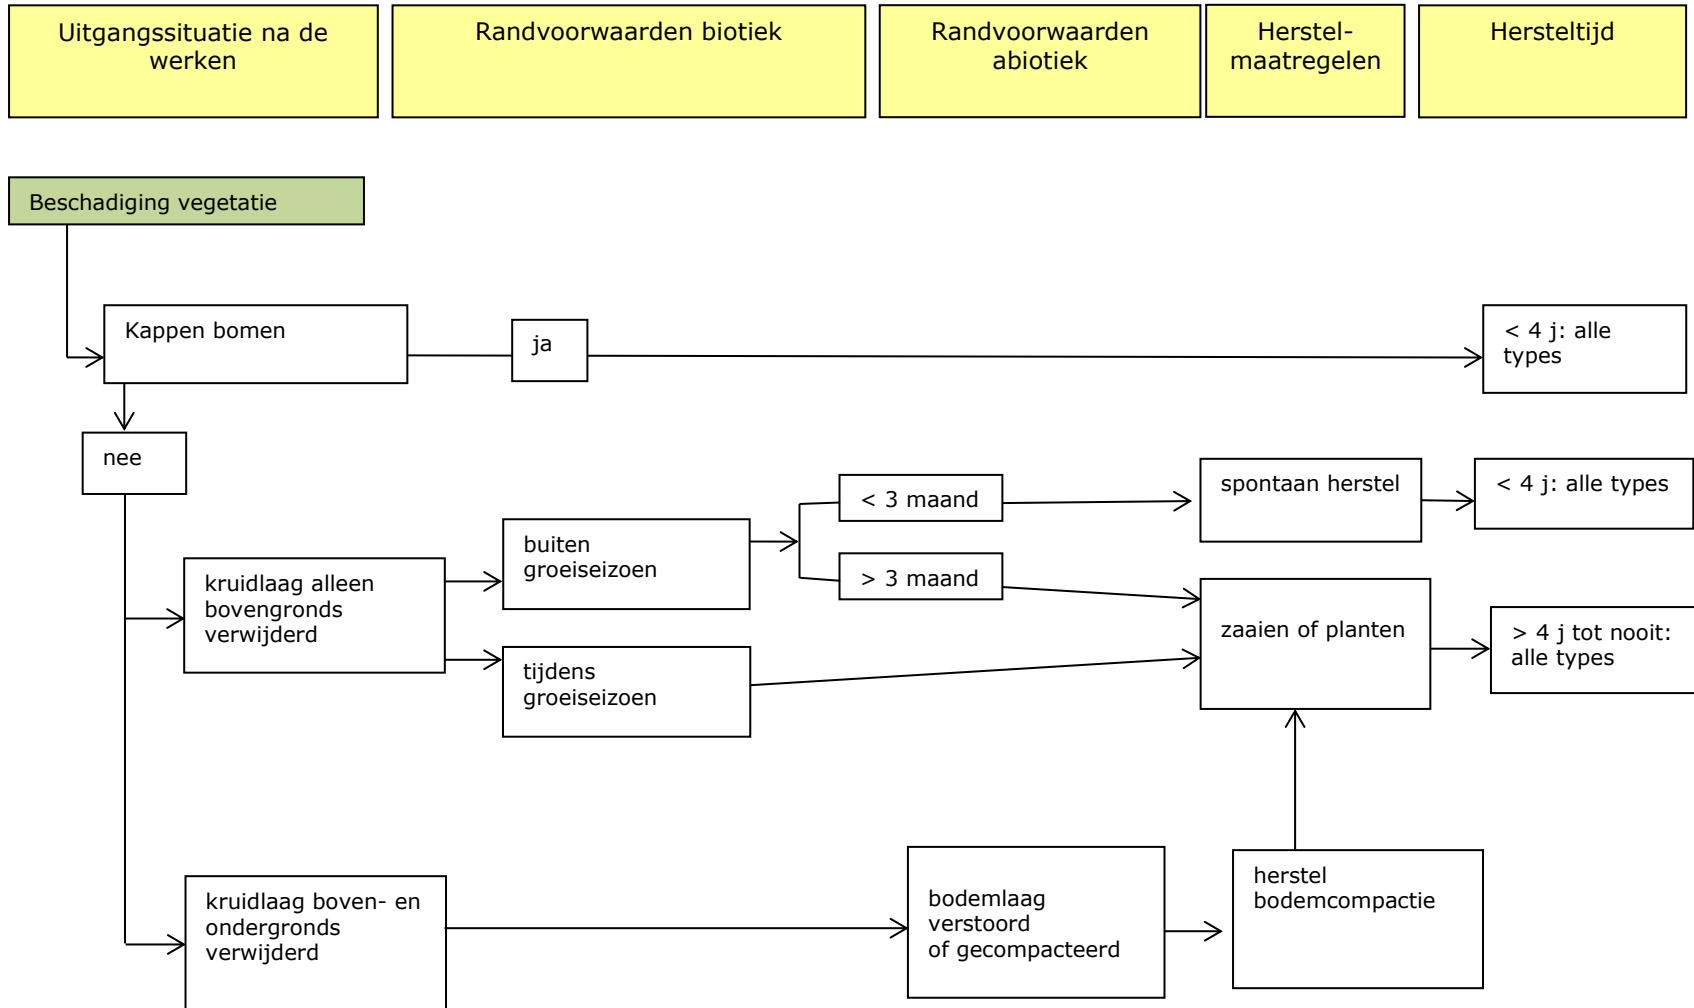 Uitgangssituatie na de
werken
Randvoorwaarden biotiek
Randvoorwaarden
abiotiek
Herstel-
maatregelen
Hersteltijd
Beschadiging vegetatie
Kappen bomen
ja
< 4 j: alle
types
nee
kruidlaag alleen
bovengronds
verwijderd
buiten
groeiseizoen
< 3 maand
spontaan herstel
< 4 j: alle types
> 3 maand
tijdens
groeiseizoen
zaaien of planten
> 4 j tot nooit:
alle types
kruidlaag boven- en
ondergronds
verwijderd
bodemlaag
verstoord
of gecompacteerd
herstel
bodemcompactie